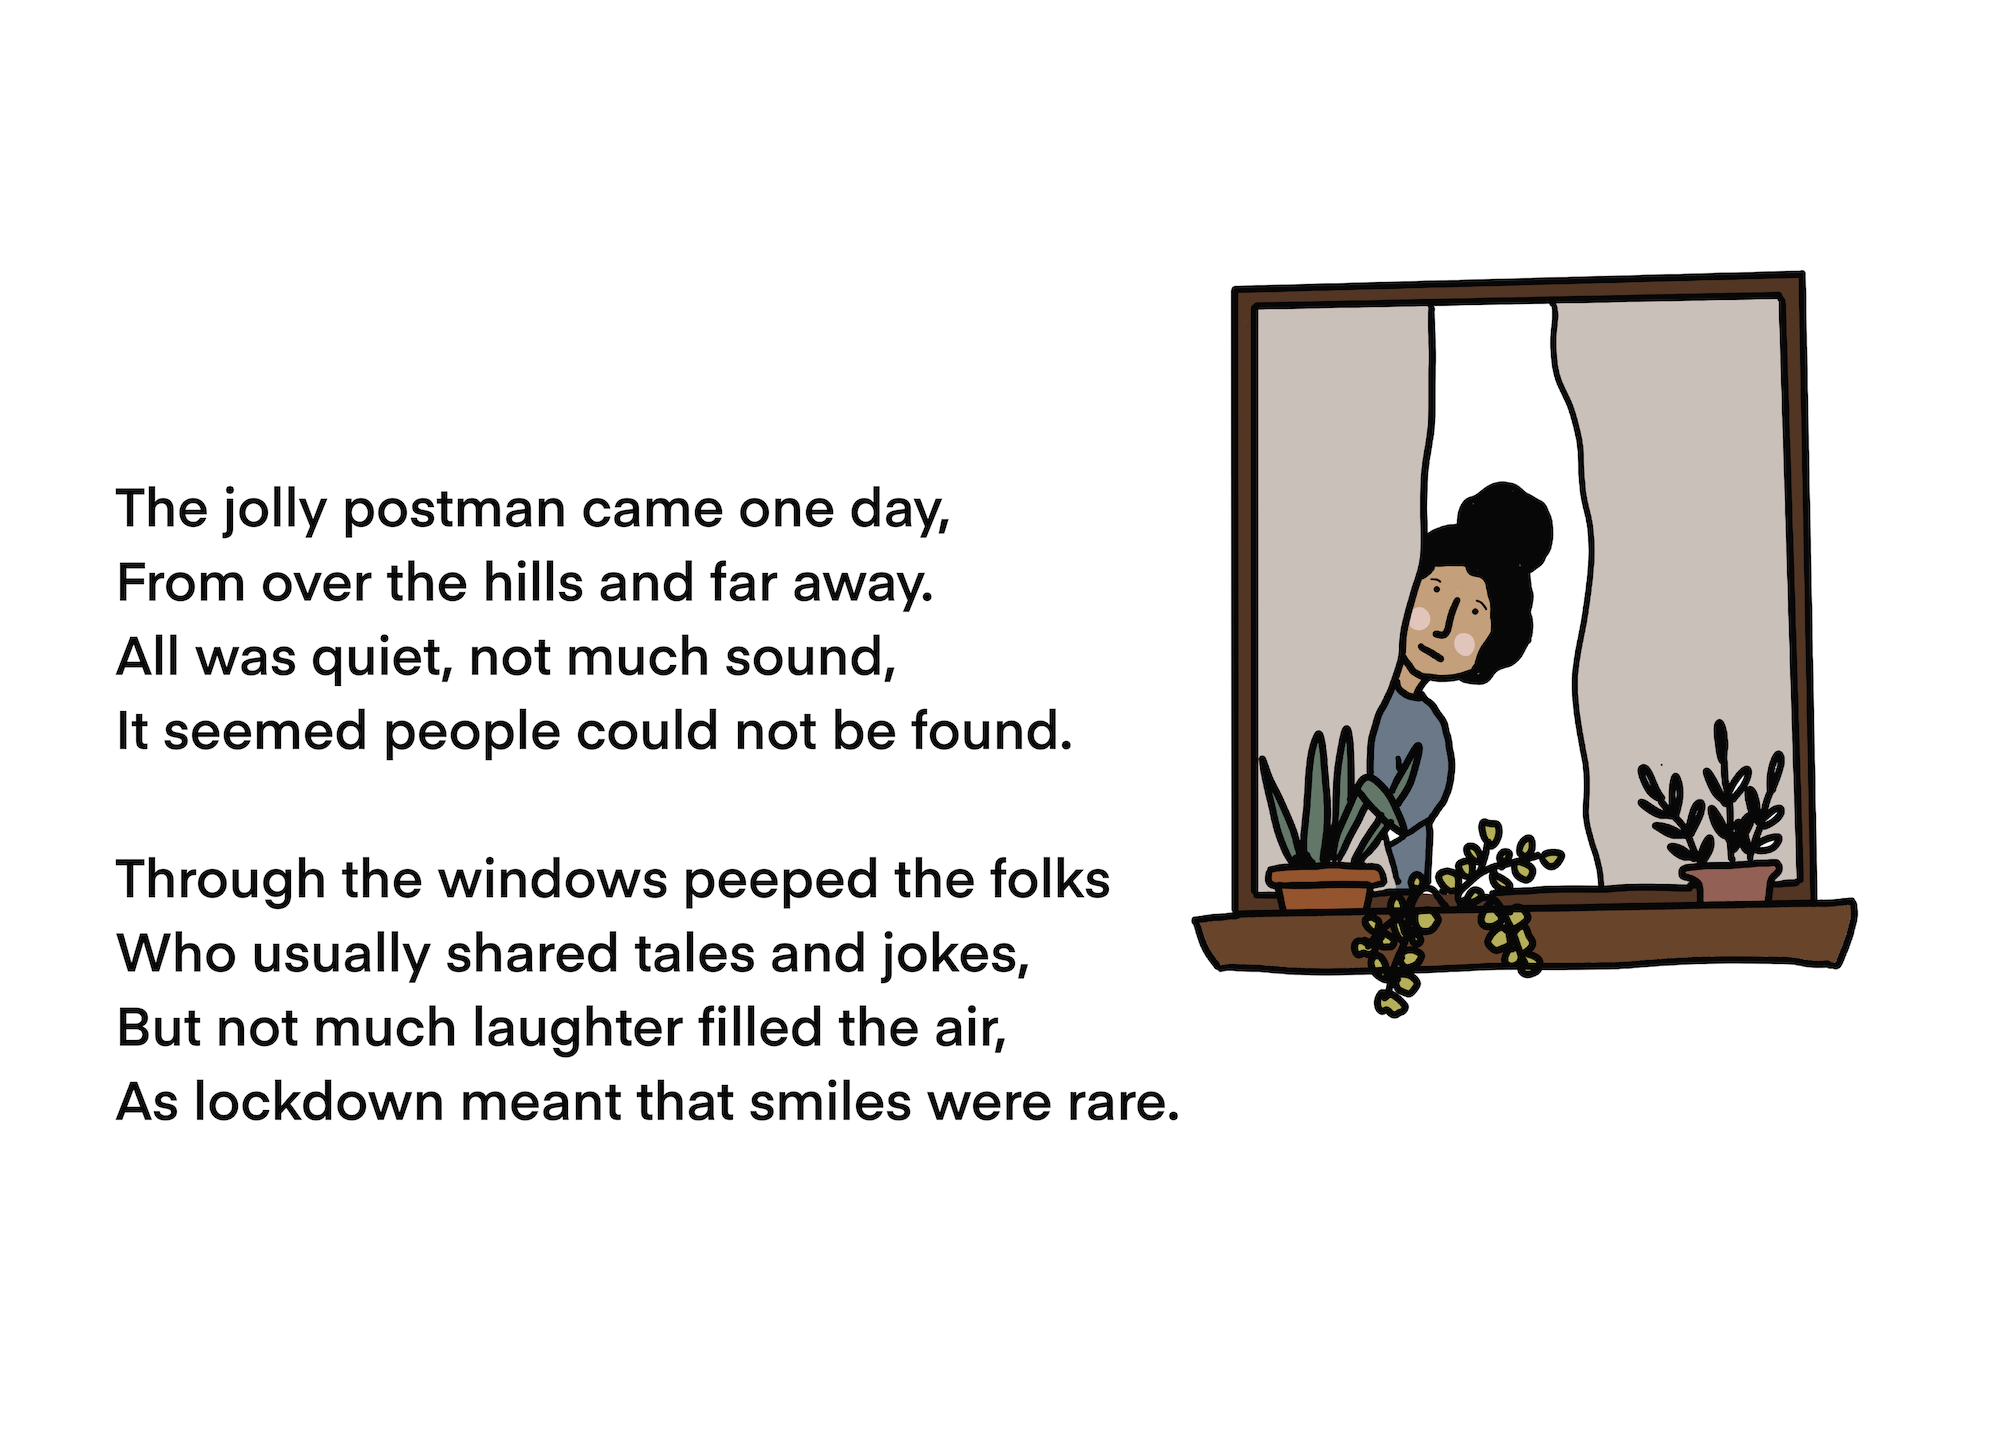 The jolly postman came one day,
From over the hills and far away.
All was quiet, not much sound,
It seemed people could not be found.
Through the windows peeped the folks
Who usually shared tales and jokes,
But not much laughter filled the air,
As lockdown meant that smiles were rare.